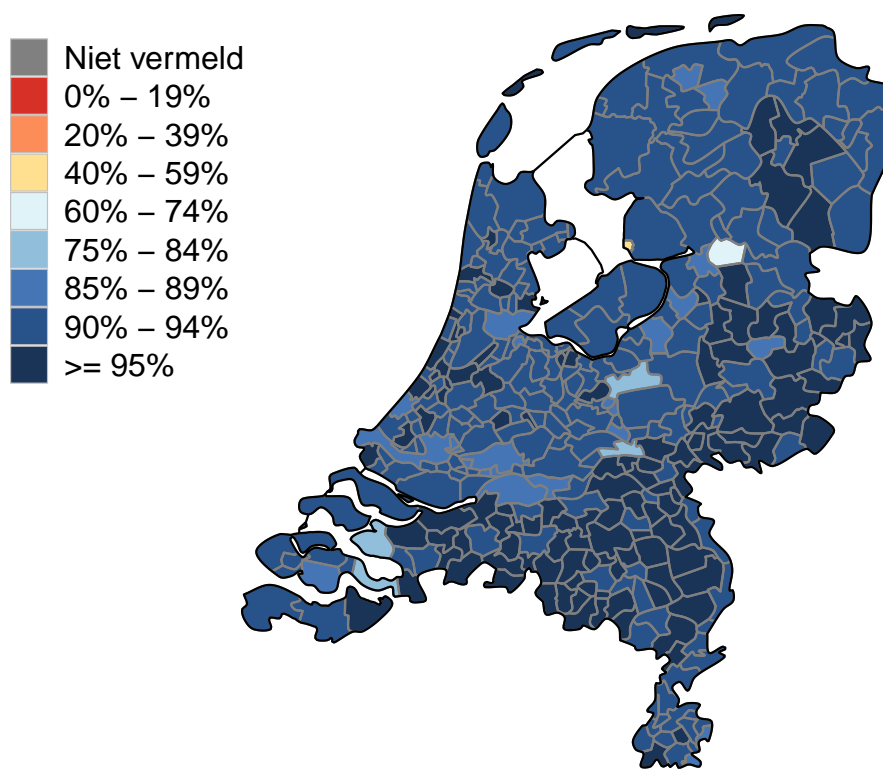 Niet vermeld
0% – 19%
20% – 39%
40% – 59%
60% – 74%
75% – 84%
85% – 89%
90% – 94%
>= 95%